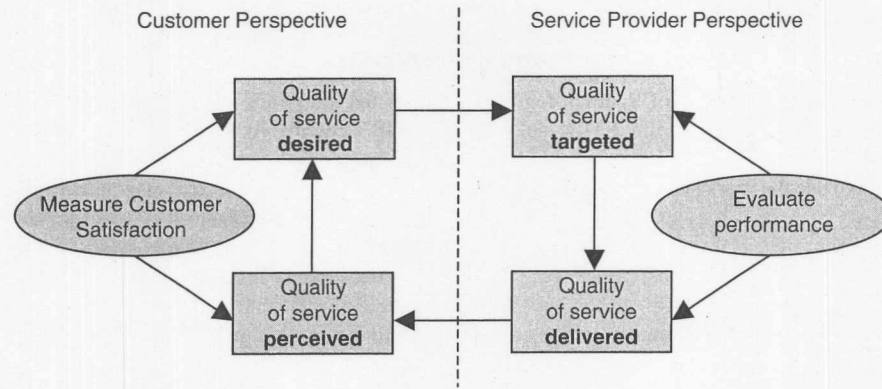 Customer Perspective
Service Provider Perspective
Quality
of service
desired
Quality
of service
targeted
Measure Customer
Satisfaction
Evaluate
performance
Quality
of service
perceived
Quality
of service
delivered